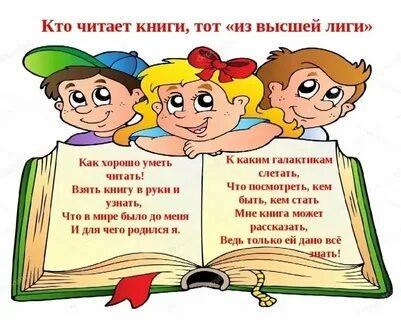 Кто читает книги, тот «из высшей лиги»
Как хорошо уметь
читать!
Взять книгу в руки и
узнать,
Что в мире было до меня
И для чего родился я.
К каким галактикам
слетать,
Что посмотреть, кем
быть, кем стать
Мне книга может
рассказать,
Ведь только ей дано всё
знать!